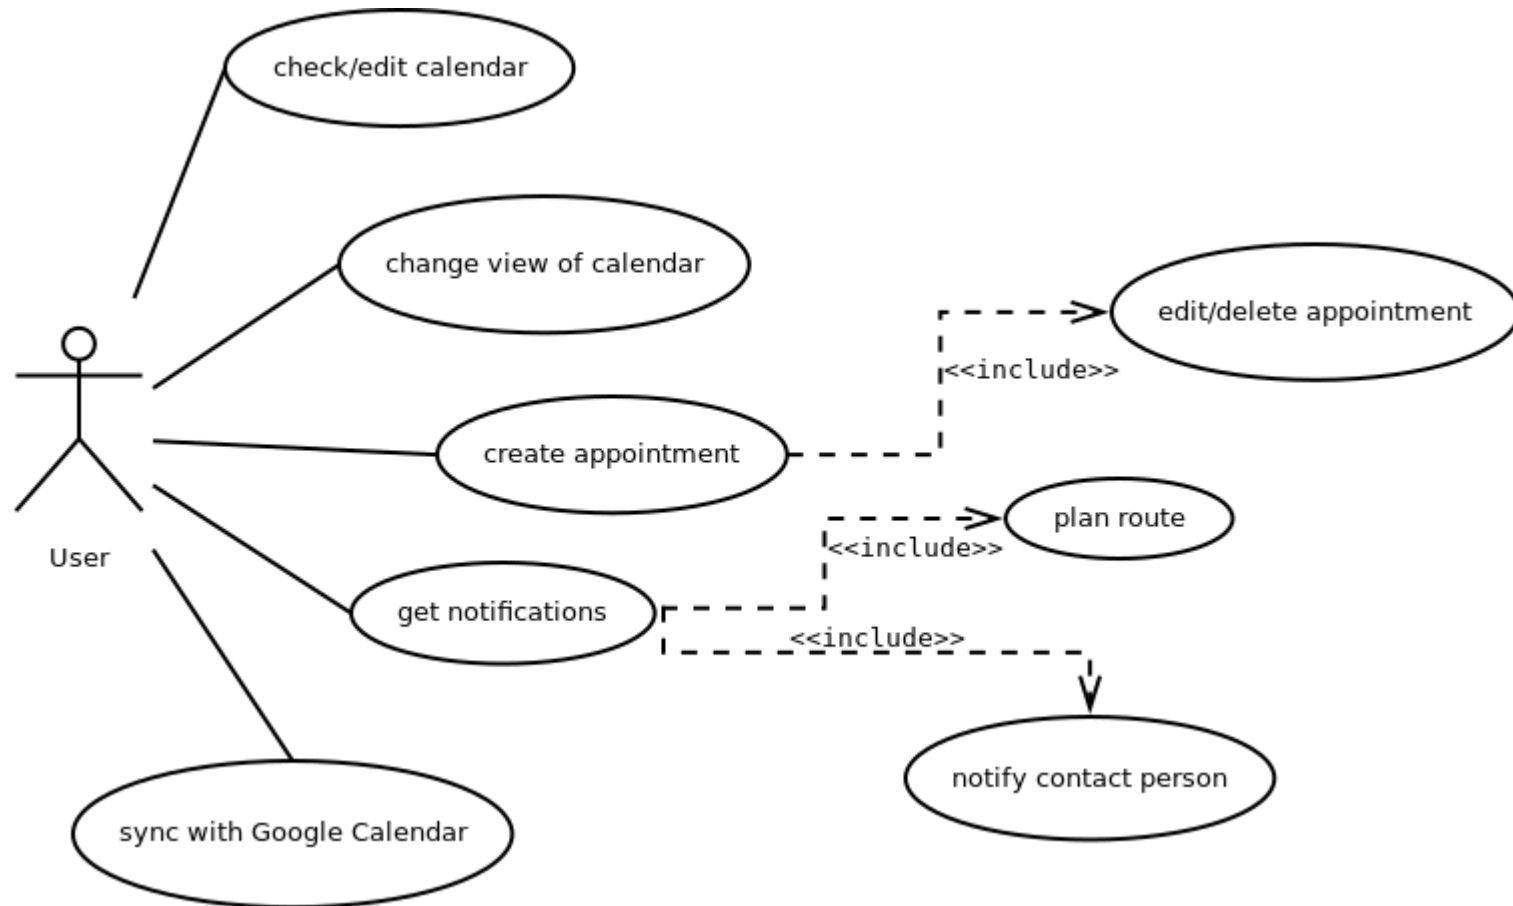 check/edit calendar
change view of calendar
edit/delete appointment
<<include>>
create appointment
plan route
<<include>>
User
get notifications
<<include>>
notify contact person
sync with Google Calendar